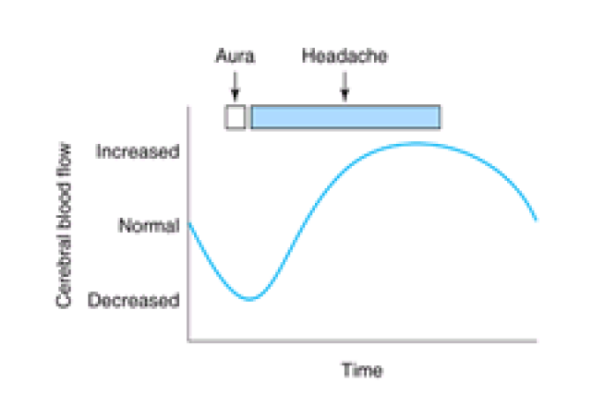 Aura
Headache
Increased
Normal
Decreased
Cerebral blood flow
Time